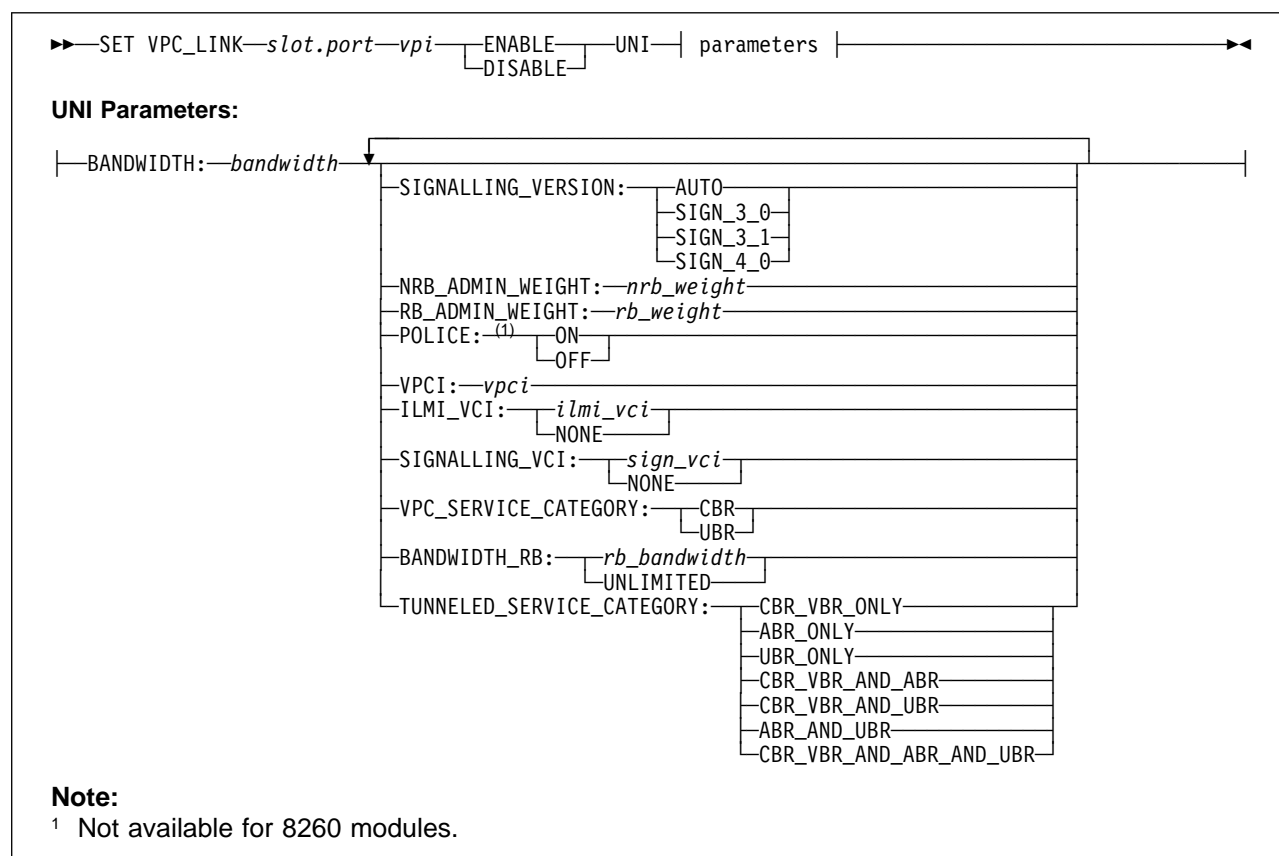 SET VPC_LINK slot.port vpi ENABLE UNI parameters
DISABLE
UNI Parameters:
BANDWIDTH: bandwidth
SIGNALLING_VERSION: AUTO
SIGN_3_0
SIGN_3_1
SIGN_4_0
NRB_ADMIN_WEIGHT: nrb_weight
RB_ADMIN_WEIGHT: rb_weight
POLICE: (1) ON
OFF
VPCI: vpci
ILMI_VCI: ilmi_vci
NONE
SIGNALLING_VCI: sign_vci
NONE
VPC_SERVICE_CATEGORY: CBR
UBR
BANDWIDTH_RB: rb_bandwidth
UNLIMITED
TUNNELED_SERVICE_CATEGORY: CBR_VBR_ONLY
ABR_ONLY
UBR_ONLY
CBR_VBR_AND_ABR
CBR_VBR_AND_UBR
ABR_AND_UBR
CBR_VBR_AND_ABR_AND_UBR
Note:
1 Not available for 8260 modules.